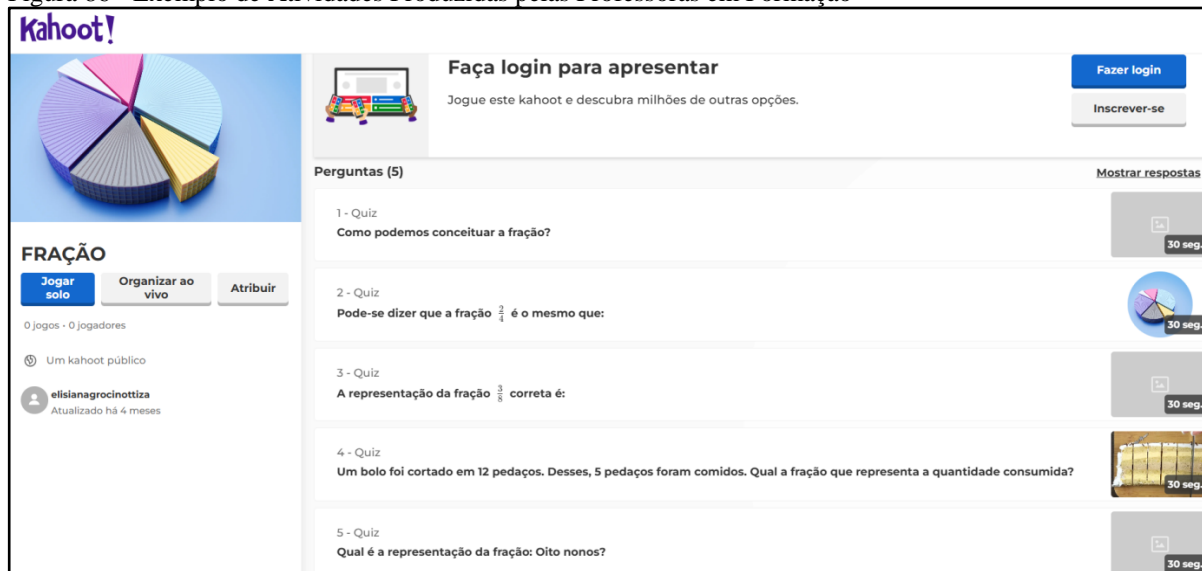 Kahoot!
Faça login para apresentar
Jogue este kahoot e descubra milhões de outras opções.
Fazer login
Inscrever-se
FRAÇÃO
Jogar solo
Organizar ao vivo
Atribuir
0 jogos · 0 jogadores
Um kahoot público
elisianagrocinottiza
Atualizado há 4 meses
Perguntas (5)
Mostrar respostas
1 - Quiz
Como podemos conceituar a fração?
30 seg.
2 - Quiz
Pode-se dizer que a fração 2/4 é o mesmo que:
30 seg.
3 - Quiz
A representação da fração 3/8 correta é:
30 seg.
4 - Quiz
Um bolo foi cortado em 12 pedaços. Desses, 5 pedaços foram comidos. Qual a fração que representa a quantidade consumida?
30 seg.
5 - Quiz
Qual é a representação da fração: Oito nonos?
30 seg.